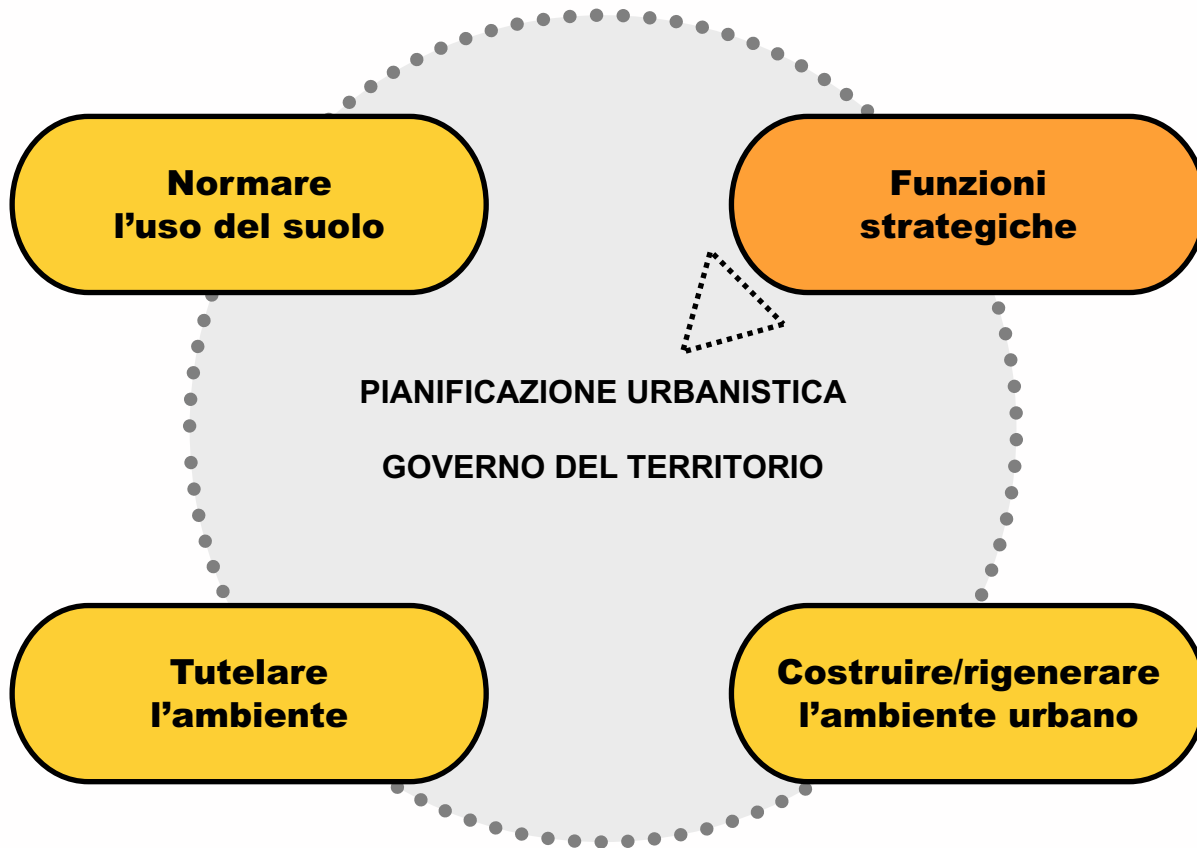 Normare
l’uso del suolo
Funzioni
strategiche
PIANIFICAZIONE URBANISTICA
GOVERNO DEL TERRITORIO
Tutelare
l’ambiente
Costruire/rigenerare
l’ambiente urbano